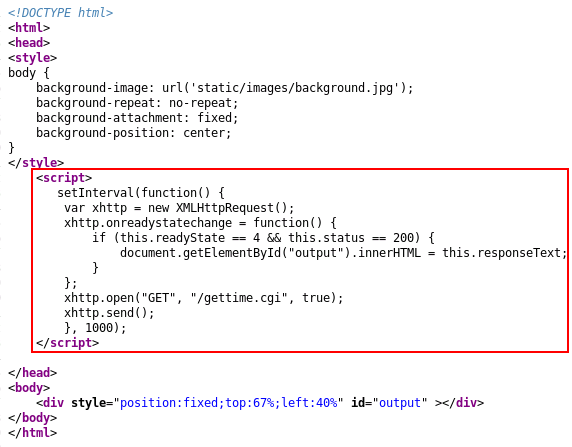 <!DOCTYPE html>
<html>
<head>
<style>
body {
    background-image: url('static/images/background.jpg');
    background-repeat: no-repeat;
    background-attachment: fixed;
    background-position: center;
}
</style>
    <script>
       setInterval(function() {
        var xhttp = new XMLHttpRequest();
        xhttp.onreadystatechange = function() {
            if (this.readyState == 4 && this.status == 200) {
                document.getElementById("output").innerHTML = this.responseText;
            }
        };
        xhttp.open("GET", "/gettime.cgi", true);
        xhttp.send();
        }, 1000);
    </script>

</head>
<body>
    <div style="position:fixed;top:67%;left:40%" id="output" ></div>
</body>
</html>